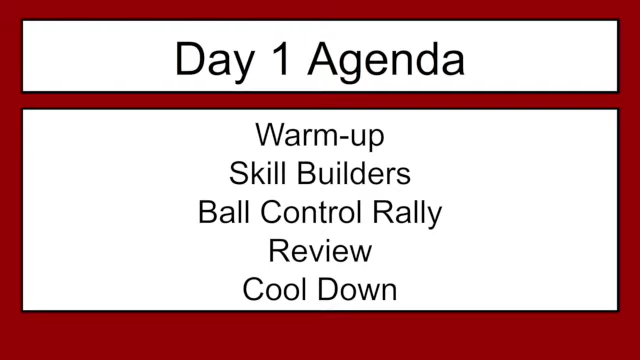 Day 1 Agenda
Warm-up
Skill Builders
Ball Control Rally
Review
Cool Down